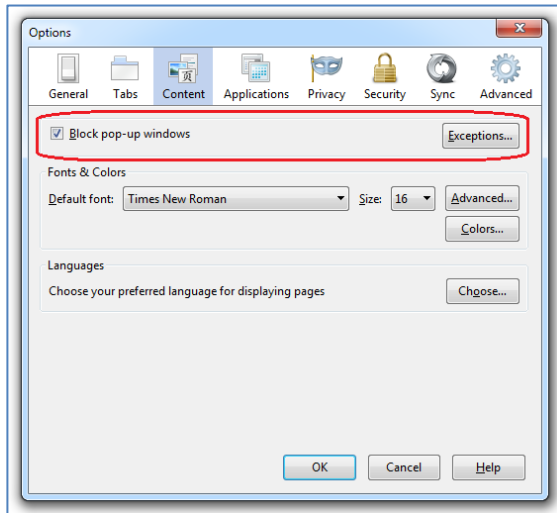 Options
General Tabs Content Applications Privacy Security Sync Advanced
Block pop-up windows Exceptions...
Fonts & Colors
Default font: Times New Roman Size: 16 Advanced...
Colors...
Languages
Choose your preferred language for displaying pages Choose...
OK Cancel Help